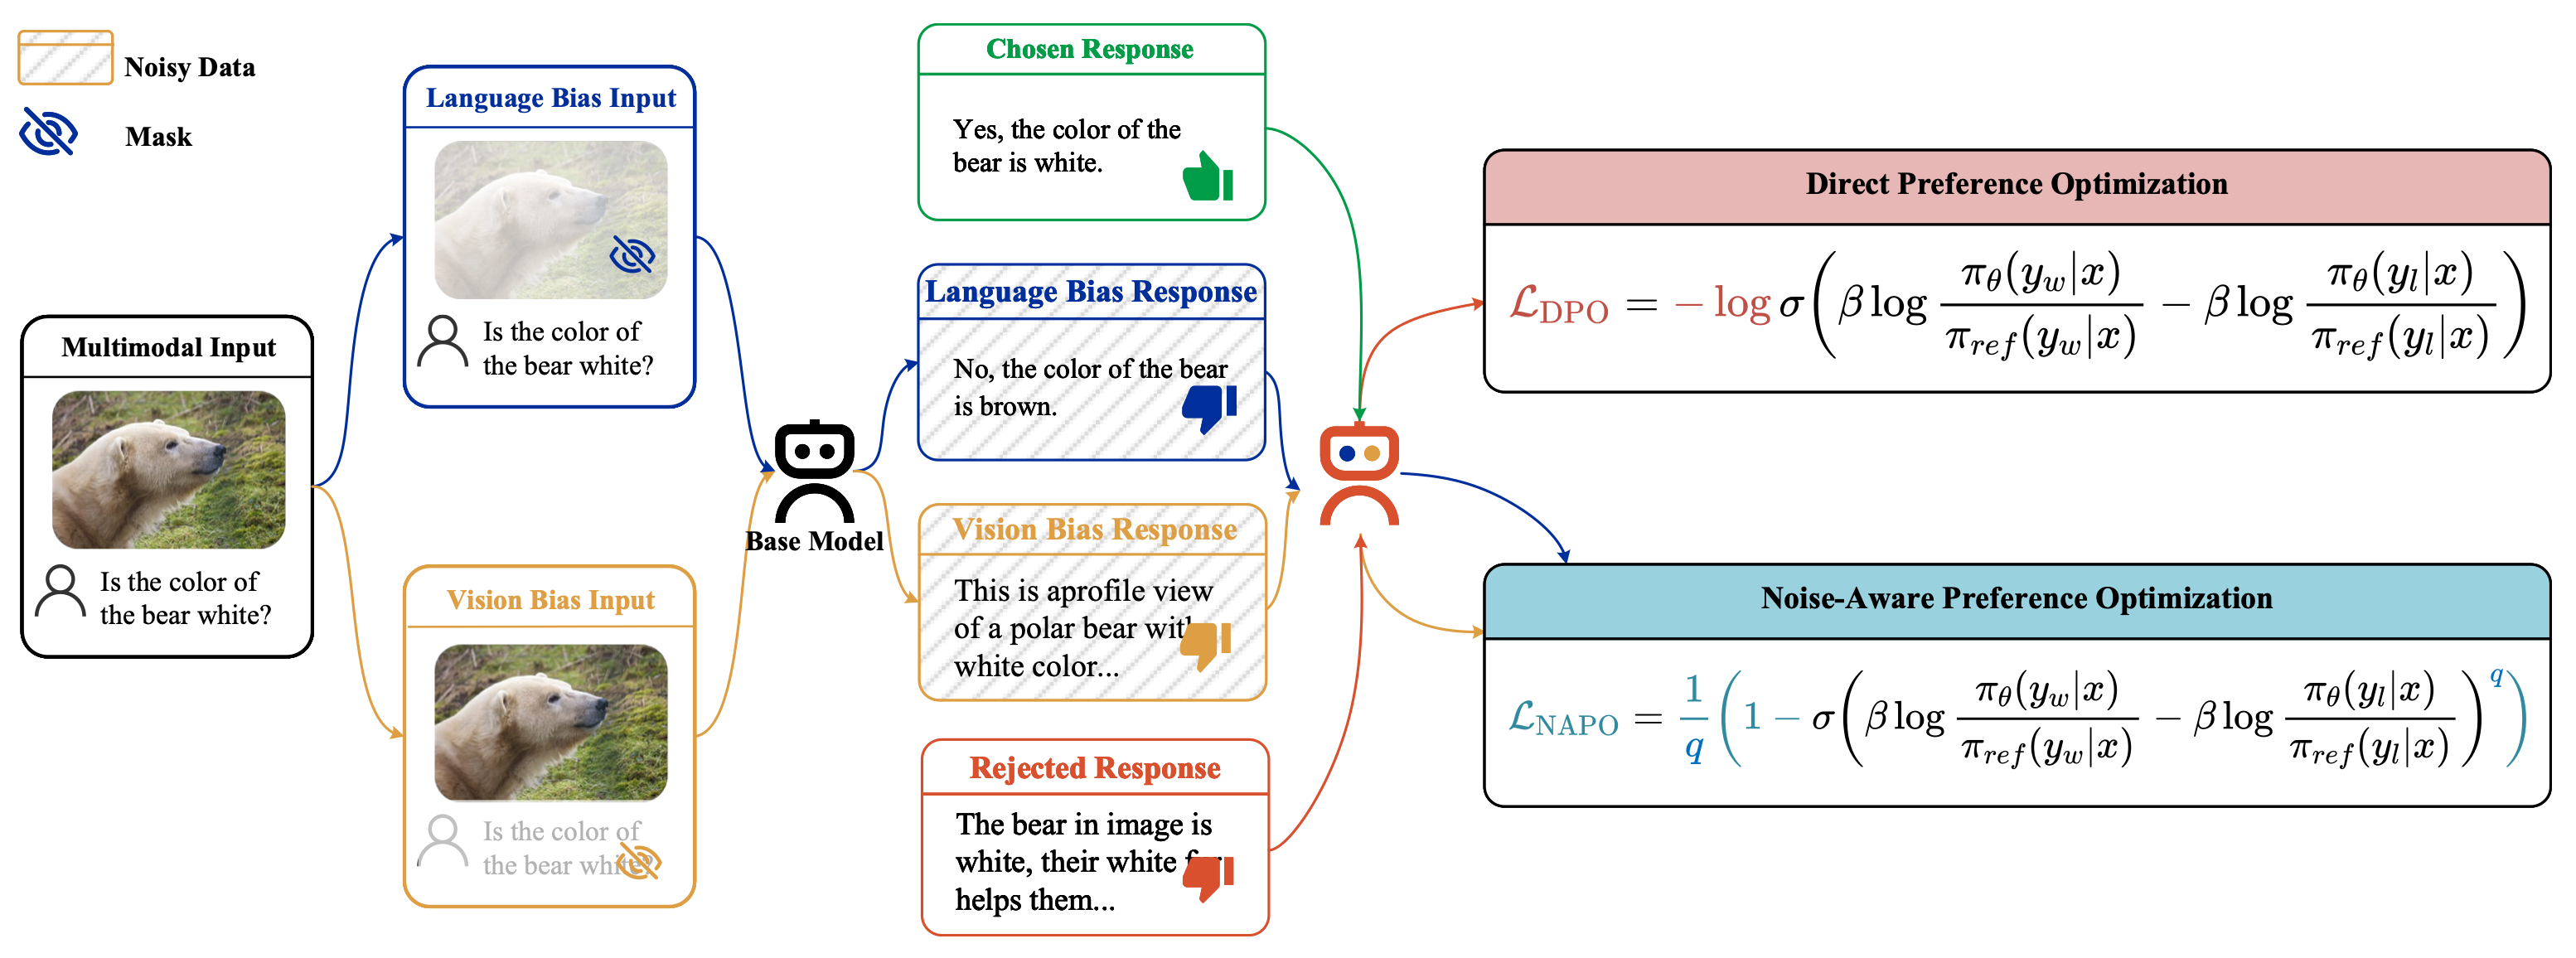 Noisy Data
Mask
Multimodal Input
Is the color of
the bear white?
Language Bias Input
Is the color of
the bear white?
Vision Bias Input
Is the color of
the bear white?
Base Model
Chosen Response
Yes, the color of the
bear is white.
Language Bias Response
No, the color of the bear
is brown.
Vision Bias Response
This is aprofile view
of a polar bear with
white color...
Rejected Response
The bear in image is
white, their white
helps them...
Direct Preference Optimization
$\mathcal{L}_{\mathrm{DPO}} = -\log \sigma\left(\beta \log \frac{\pi_\theta(y_w|x)}{\pi_{ref}(y_w|x)} - \beta \log \frac{\pi_\theta(y_l|x)}{\pi_{ref}(y_l|x)}\right)$
Noise-Aware Preference Optimization
$\mathcal{L}_{\mathrm{NAPO}} = \frac{1}{q}\left(1 - \sigma\left(\beta \log \frac{\pi_\theta(y_w|x)}{\pi_{ref}(y_w|x)} - \beta \log \frac{\pi_\theta(y_l|x)}{\pi_{ref}(y_l|x)}\right)^q\right)$